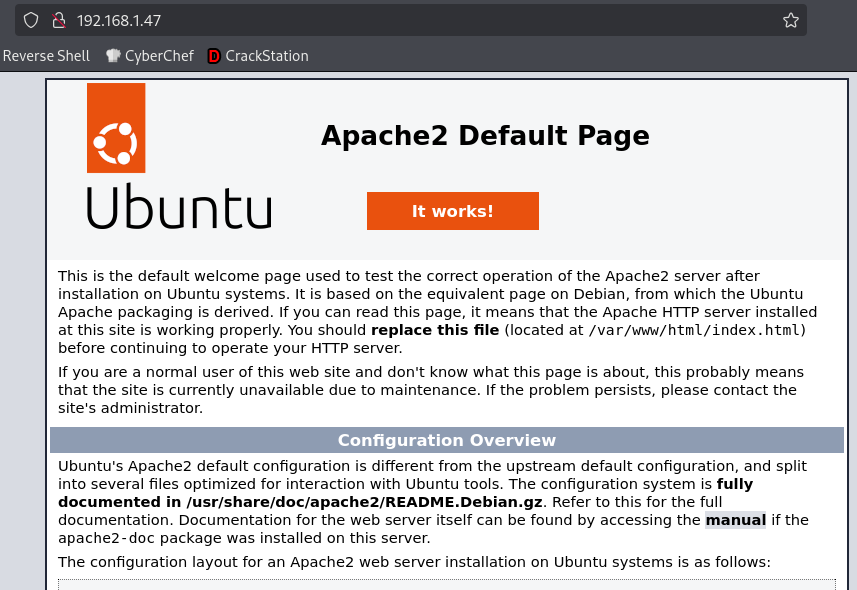 192.168.1.47
Reverse Shell CyberChef CrackStation
Apache2 Default Page
Ubuntu
It works!
This is the default welcome page used to test the correct operation of the Apache2 server after
installation on Ubuntu systems. It is based on the equivalent page on Debian, from which the Ubuntu
Apache packaging is derived. If you can read this page, it means that the Apache HTTP server installed
at this site is working properly. You should replace this file (located at /var/www/html/index.html)
before continuing to operate your HTTP server.
If you are a normal user of this web site and don't know what this page is about, this probably means
that the site is currently unavailable due to maintenance. If the problem persists, please contact the
site's administrator.
Configuration Overview
Ubuntu's Apache2 default configuration is different from the upstream default configuration, and split
into several files optimized for interaction with Ubuntu tools. The configuration system is fully
documented in /usr/share/doc/apache2/README.Debian.gz. Refer to this for the full
documentation. Documentation for the web server itself can be found by accessing the manual if the
apache2-doc package was installed on this server.
The configuration layout for an Apache2 web server installation on Ubuntu systems is as follows: